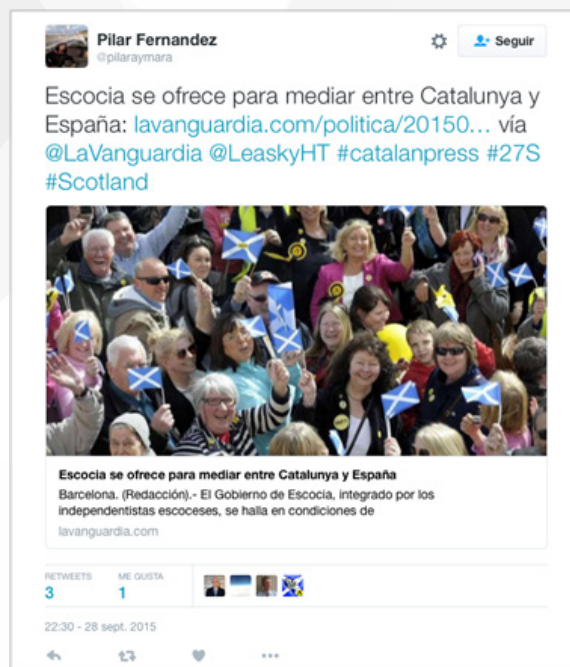 Pilar Fernandez
@pilaraymara
Seguir
Escocia se ofrece para mediar entre Catalunya y
España: lavanguardia.com/politica/20150... vía
@LaVanguardia @LeaskyHT #catalanpress #27S
#Scotland
Escocia se ofrece para mediar entre Catalunya y España
Barcelona. (Redacción).- El Gobierno de Escocia, integrado por los
independentistas escoceses, se halla en condiciones de
lavanguardia.com
RETWEETS ME GUSTA
3 1
22:30 - 28 sept. 2015